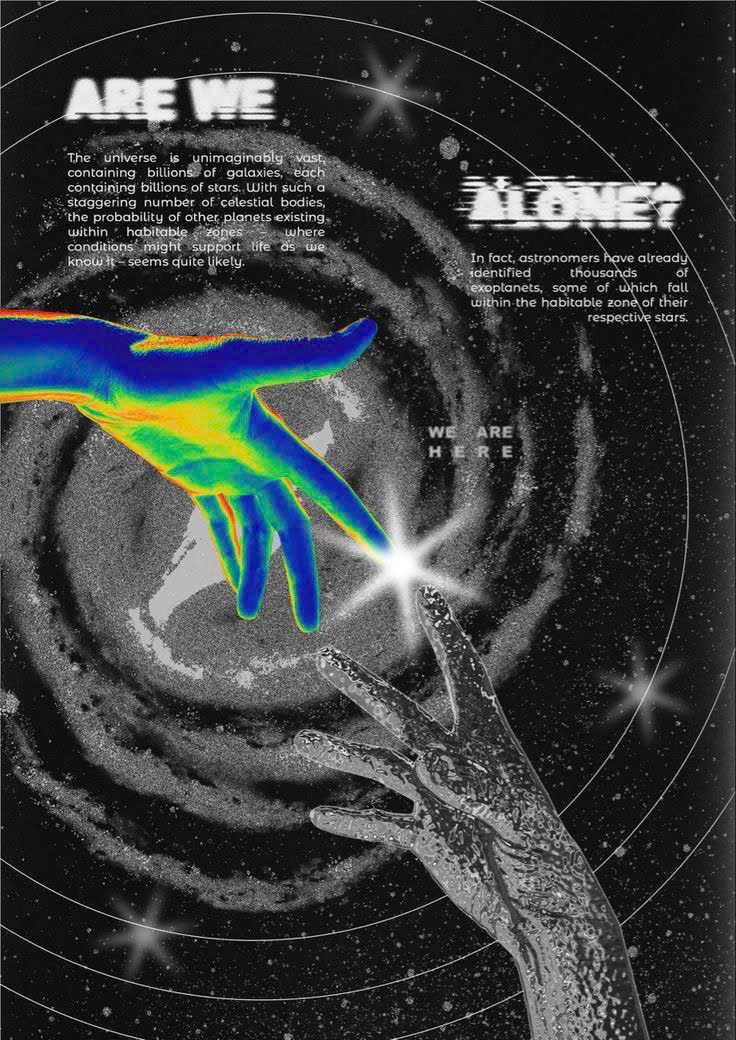 ARE WE
The universe is unimaginably vast,
containing billions of galaxies, each
containing billions of stars. With such a
staggering number of celestial bodies,
the probability of other planets existing
within habitable zones – where
conditions might support life as we
know it – seems quite likely.
ALONE?
In fact, astronomers have already
identified thousands of
exoplanets, some of which fall
within the habitable zone of their
respective stars.
WE ARE
HERE